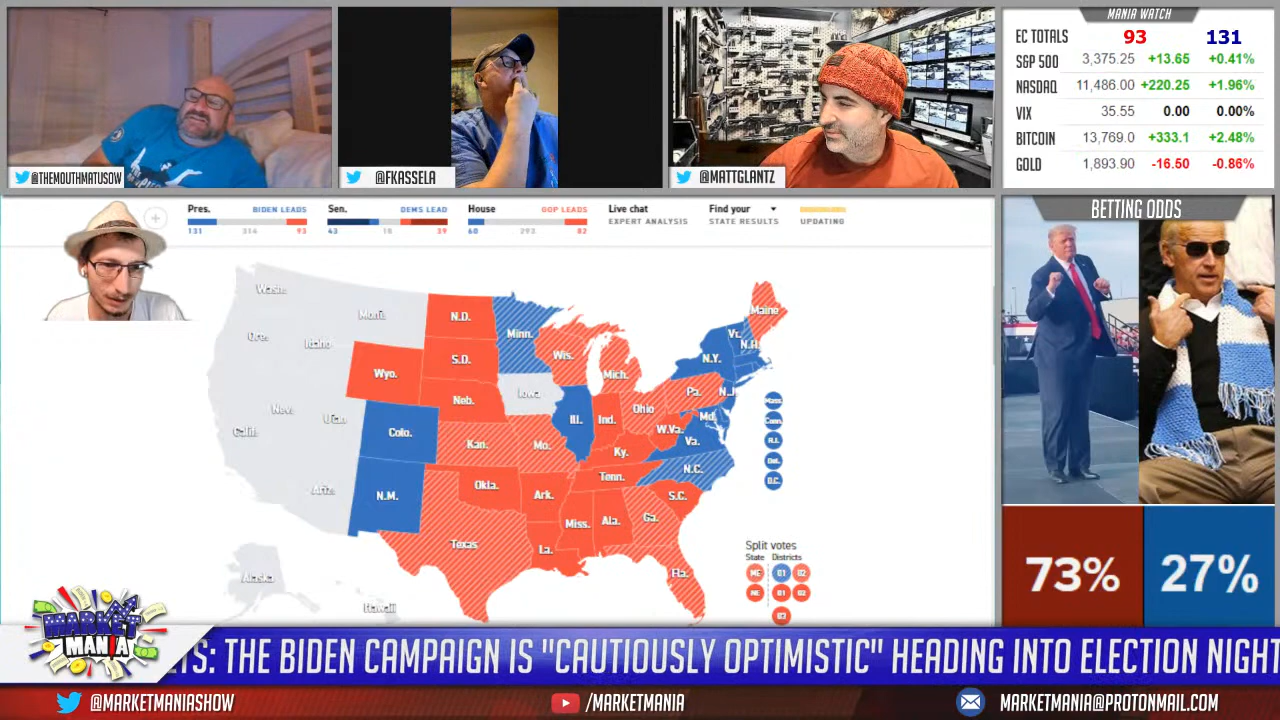 @THEMOUTHMATUSOW
@FKASSELA
@MATTGLANTZ
MANIA WATCH
EC TOTALS 93 131
S&P 500 3,375.25 +13.65 +0.41%
NASDAQ 11,486.00 +220.25 +1.96%
VIX 35.55 0.00 0.00%
BITCOIN 13,769.0 +333.1 +2.48%
GOLD 1,893.90 -16.50 -0.86%
Pres. BIDEN LEADS
131 314 93
Sen. DEMS LEAD
43 18 39
House GOP LEADS
60 293 82
Live chat
EXPERT ANALYSIS
Find your
STATE RESULTS
UPDATING
Wash.
Ore.
Idaho
Mont.
N.D.
Minn.
S.D.
Wis.
Mich.
Maine
Vt.
N.H.
N.Y.
Wyo.
Neb.
Iowa
Pa.
N.J.
Nev.
Utah
Calif.
Colo.
Kan.
Mo.
Ill.
Ind.
Ohio
W.Va.
Md.
Va.
Ky.
N.C.
Tenn.
Ariz.
N.M.
Okla.
Ark.
S.C.
Miss.
Ala.
Ga.
Texas
La.
Fla.
Alaska
Hawaii
Mass.
Conn.
R.I.
Del.
D.C.
Split votes
State Districts
ME 01 02
NE 01 02
03
BETTING ODDS
73% 27%
MARKET
MANIA
TS: THE BIDEN CAMPAIGN IS "CAUTIOUSLY OPTIMISTIC" HEADING INTO ELECTION NIGHT
@MARKETMANIASHOW
/MARKETMANIA
MARKETMANIA@PROTONMAIL.COM